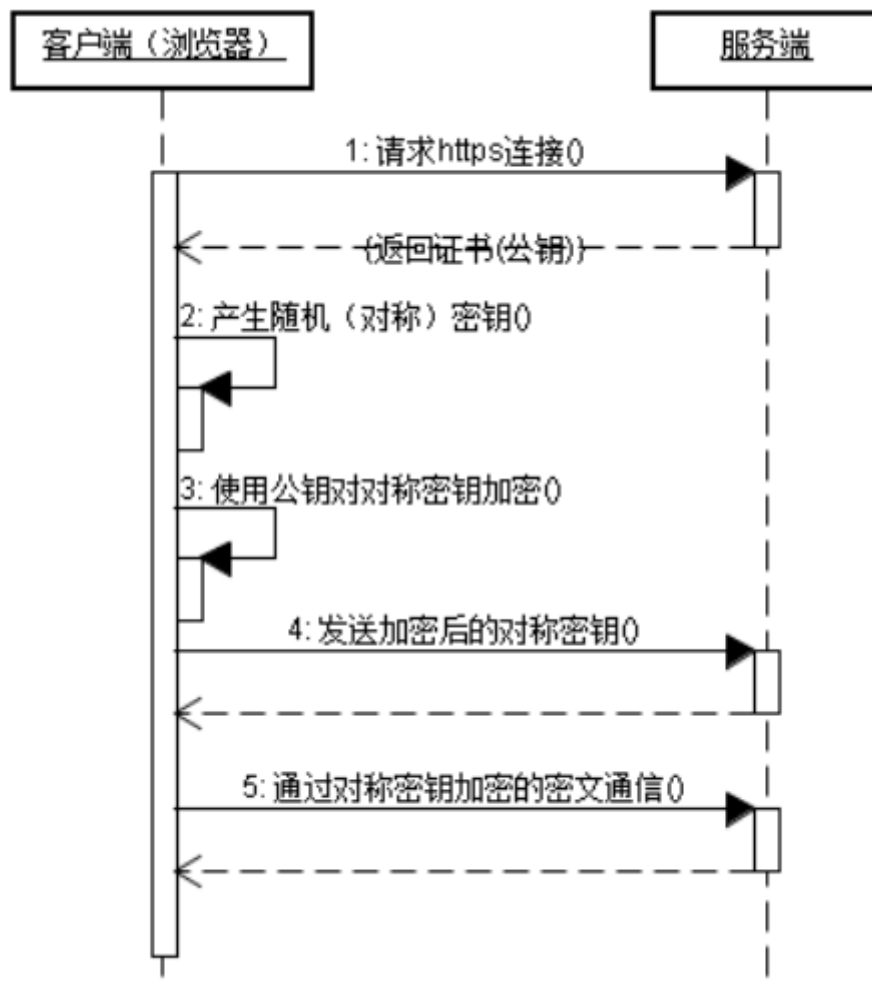 客户端（浏览器）
服务端
1: 请求https连接()
{返回证书(公钥)}
2: 产生随机（对称）密钥()
3: 使用公钥对对称密钥加密()
4: 发送加密后的对称密钥()
5: 通过对称密钥加密的密文通信()